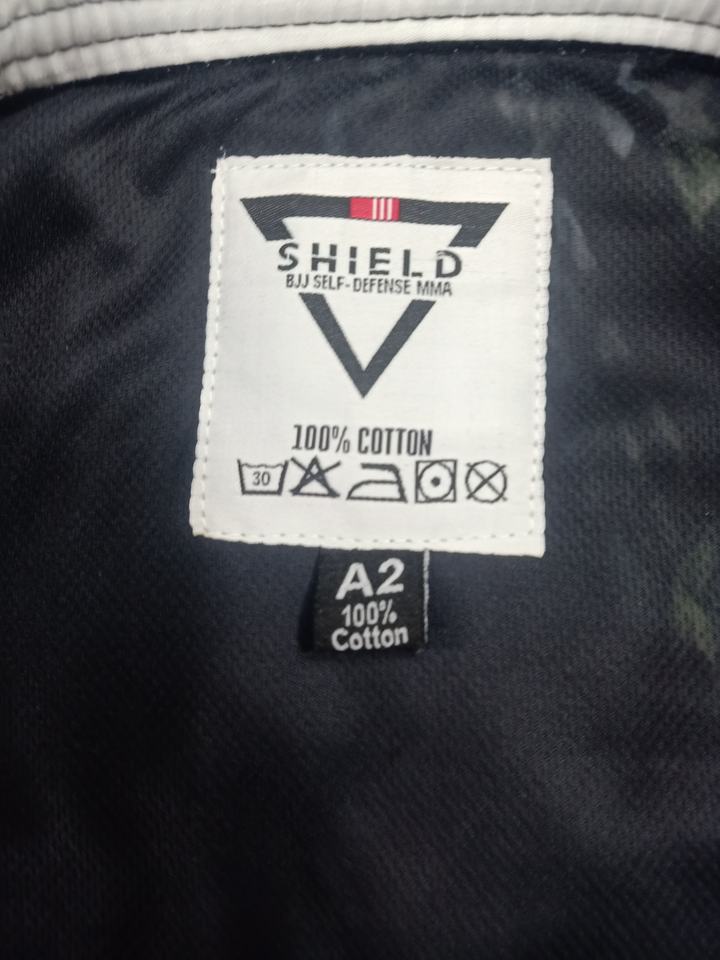 SHIELD
BJJ SELF-DEFENSE MMA
100% COTTON
30
A2
100%
Cotton